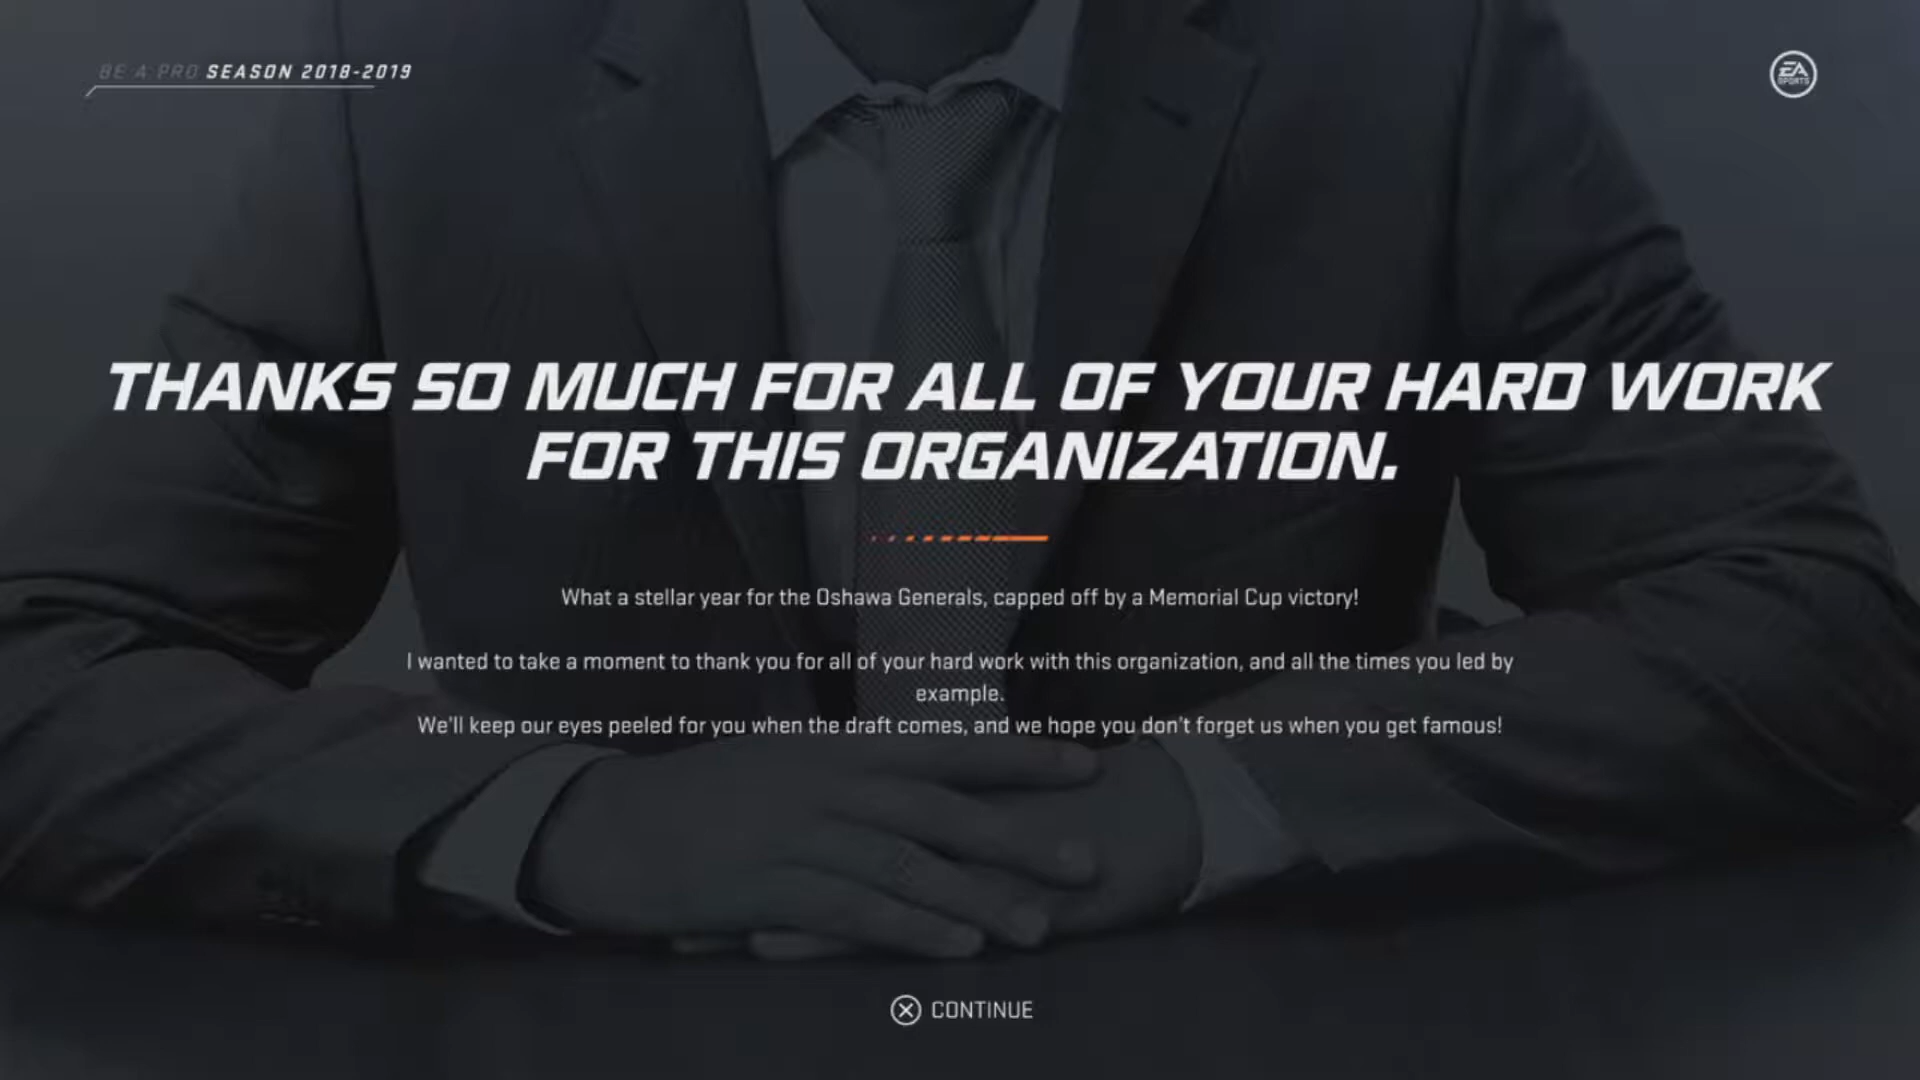 BE A PRO SEASON 2018-2019
EA
SPORTS
THANKS SO MUCH FOR ALL OF YOUR HARD WORK
FOR THIS ORGANIZATION.
What a stellar year for the Oshawa Generals, capped off by a Memorial Cup victory!
I wanted to take a moment to thank you for all of your hard work with this organization, and all the times you led by
example.
We'll keep our eyes peeled for you when the draft comes, and we hope you don't forget us when you get famous!
CONTINUE